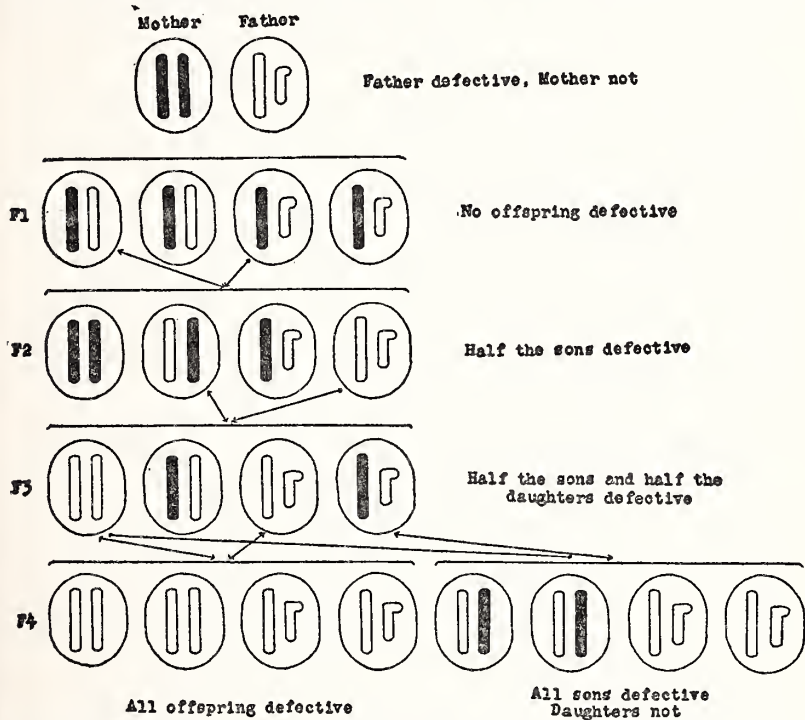 Mother Father
Father defective, Mother not
F1
No offspring defective
F2
Half the sons defective
F3
Half the sons and half the
daughters defective
F4
All offspring defective
All sons defective
Daughters not